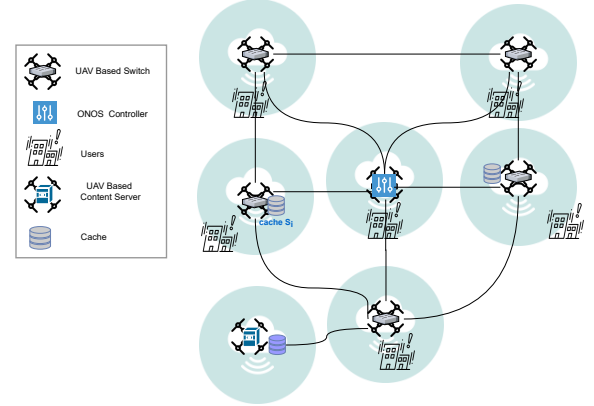 UAV Based Switch
ONOS Controller
Users
UAV Based
Content Server
Cache
cache Si